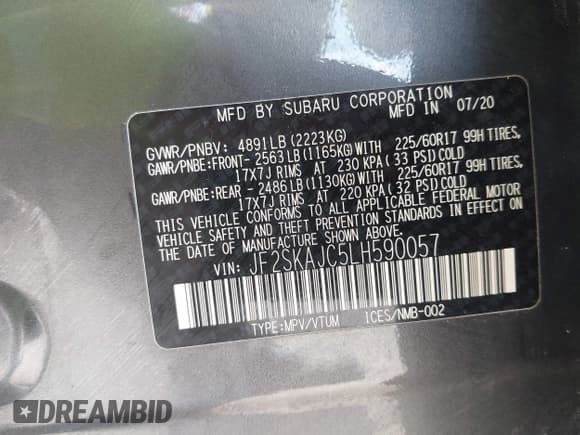 MFD BY SUBARU CORPORATION
MFD IN 07/20
GVWR/PNBV: 4891LB (2223KG)
GAWR/PNBE: FRONT- 2563LB (1165KG) WITH 225/60R17 99H TIRES,
17X7J RIMS AT 230 KPA (33 PSI) COLD
GAWR/PNBE: REAR - 2486LB (1130KG) WITH 225/60R17 99H TIRES,
17X7J RIMS AT 220 KPA (32 PSI) COLD
THIS VEHICLE CONFORMS TO ALL APPLICABLE FEDERAL MOTOR
VEHICLE SAFETY AND THEFT PREVENTION STANDARDS IN EFFECT ON
THE DATE OF MANUFACTURE SHOWN ABOVE.
VIN: JF2SKAJC5LH590057
TYPE: MPV/VTUM ICES/NMB-002
DREAMBID